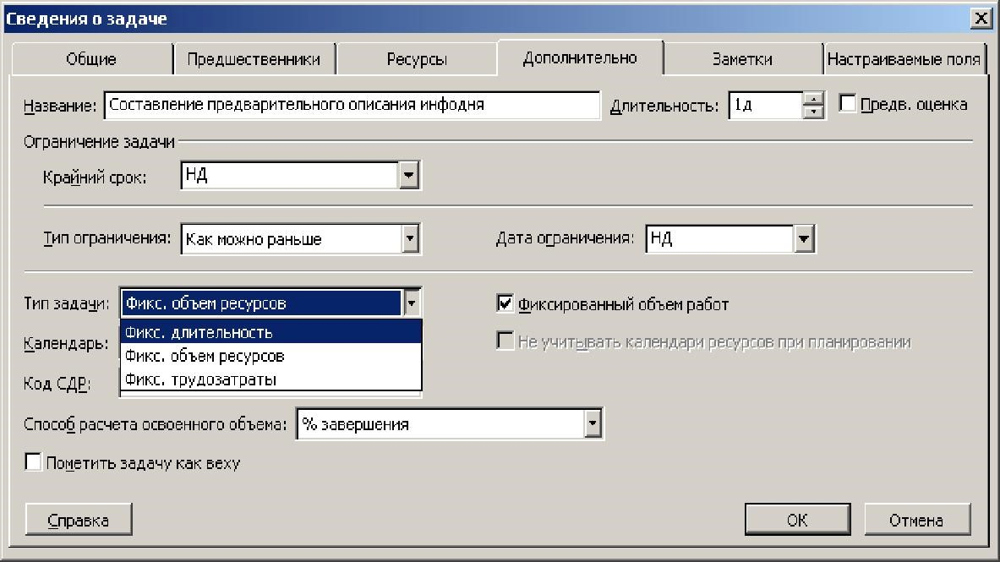 Сведения о задаче
Общие Предшественники Ресурсы Дополнительно Заметки Настраиваемые поля
Название: Составление предварительного описания инфодня Длительность: 1д Предв. оценка
Ограничение задачи
Крайний срок: НД
Тип ограничения: Как можно раньше Дата ограничения: НД
Тип задачи: Фикс. объем ресурсов Фиксированный объем работ
Фикс. длительность
Календарь: Не учитывать календари ресурсов при планировании
Фикс. объем ресурсов
Фикс. трудозатраты
Код СДР:
Способ расчета освоенного объема: % завершения
Пометить задачу как веху
Справка ОК Отмена